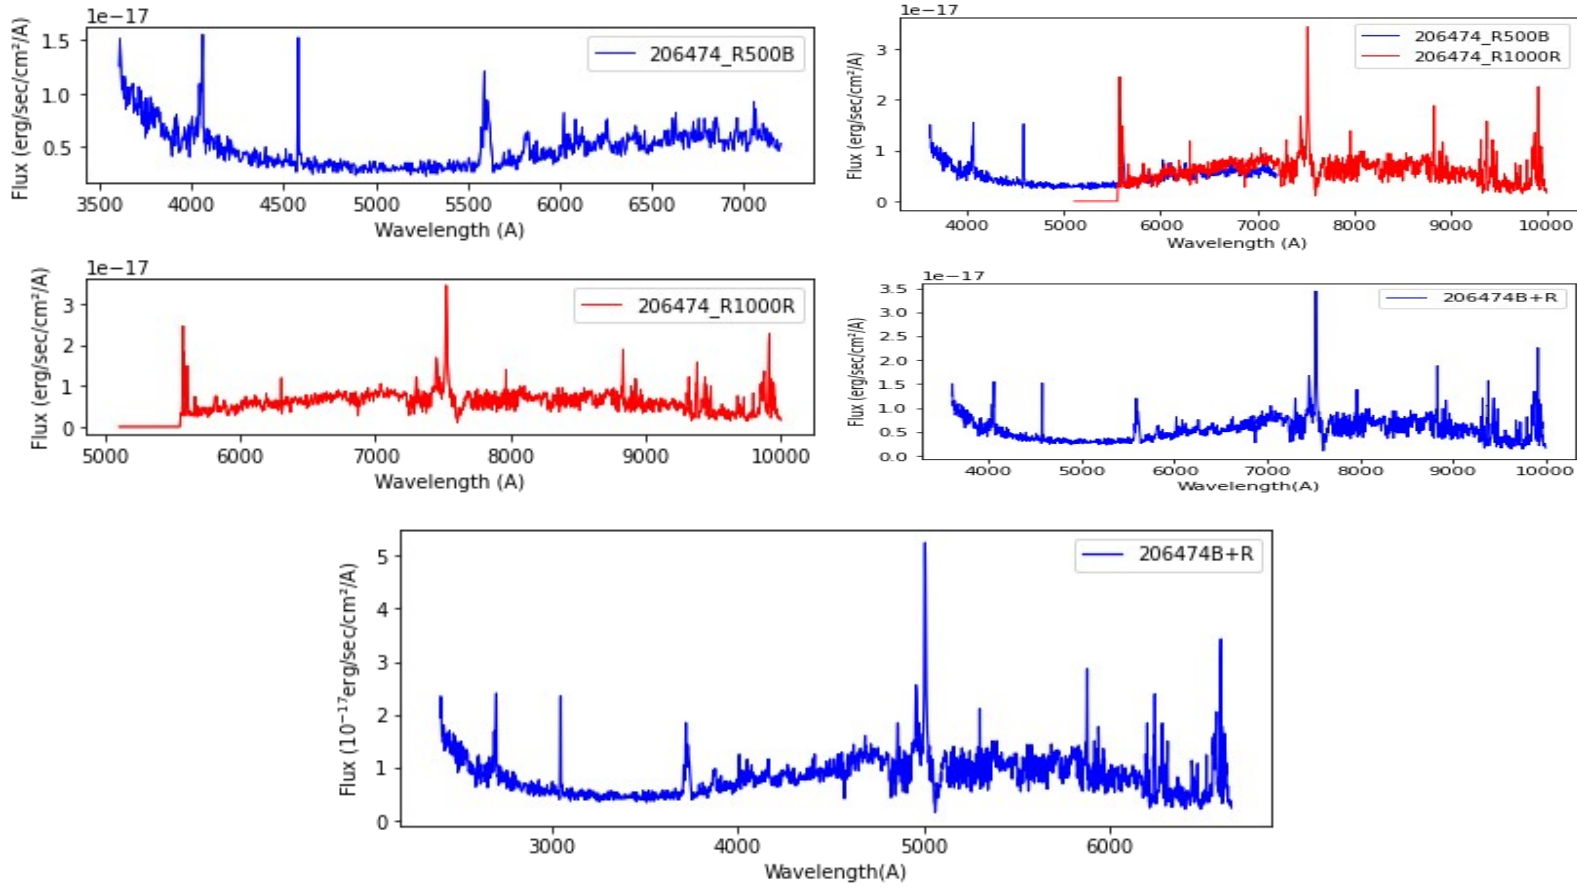 1e−17
206474_R500B
Flux (erg/sec/cm²/A)
1.5
1.0
0.5
3500 4000 4500 5000 5500 6000 6500 7000
Wavelength (A)
1e−17
206474_R500B
206474_R1000R
Flux (erg/sec/cm²/A)
3
2
1
0
4000 5000 6000 7000 8000 9000 10000
Wavelength (A)
1e−17
206474_R1000R
Flux (erg/sec/cm²/A)
3
2
1
0
5000 6000 7000 8000 9000 10000
Wavelength (A)
1e−17
206474B+R
Flux (erg/sec/cm²/A)
3.5
3.0
2.5
2.0
1.5
1.0
0.5
0.0
4000 5000 6000 7000 8000 9000 10000
Wavelength(A)
206474B+R
Flux (10⁻¹⁷erg/sec/cm²/A)
5
4
3
2
1
0
3000 4000 5000 6000
Wavelength(A)